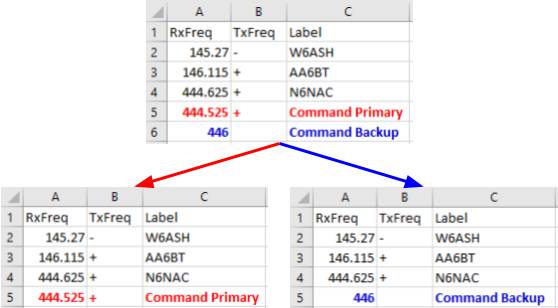 A B C
1 RxFreq TxFreq Label
2 145.27 - W6ASH
3 146.115 + AA6BT
4 444.625 + N6NAC
5 444.525 + Command Primary
6 446 Command Backup
A B C
1 RxFreq TxFreq Label
2 145.27 - W6ASH
3 146.115 + AA6BT
4 444.625 + N6NAC
5 444.525 + Command Primary
A B C
1 RxFreq TxFreq Label
2 145.27 - W6ASH
3 146.115 + AA6BT
4 444.625 + N6NAC
5 446 Command Backup